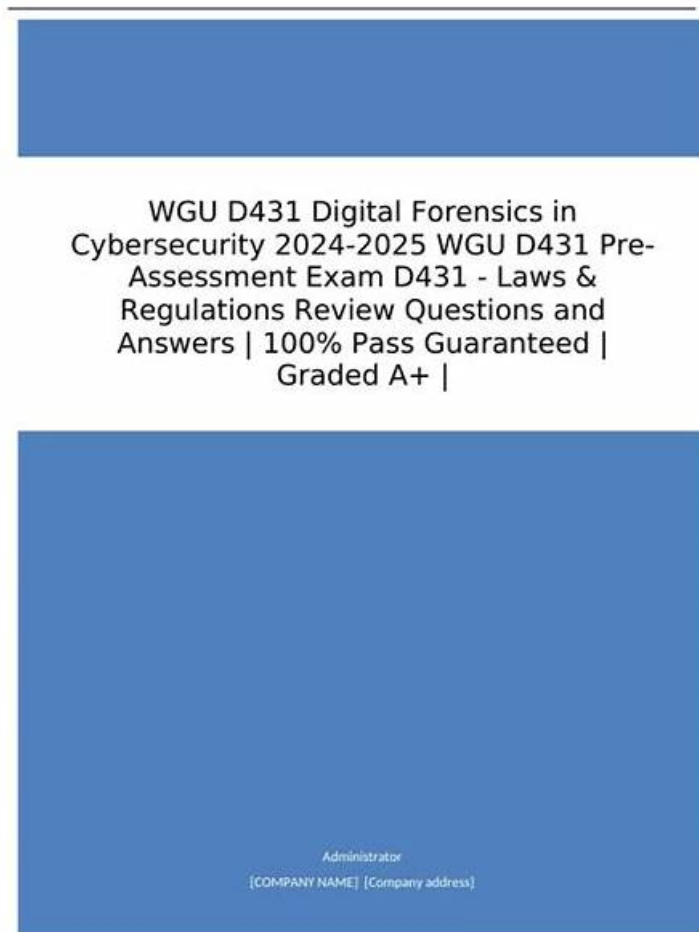 WGU D431 Digital Forensics in
Cybersecurity 2024-2025 WGU D431 Pre-
Assessment Exam D431 - Laws &
Regulations Review Questions and
Answers | 100% Pass Guaranteed |
Graded A+ |
Administrator
[COMPANY NAME] [Company address]